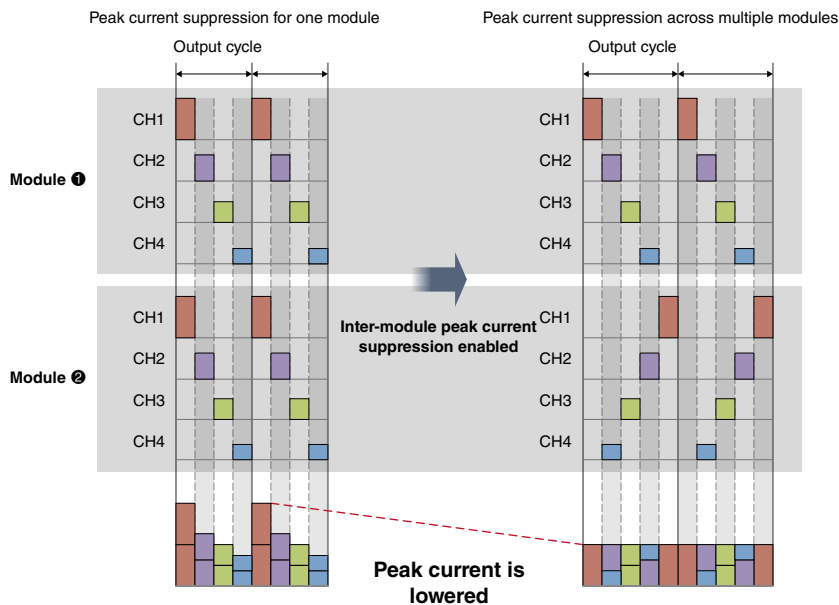 Peak current suppression for one module
Peak current suppression across multiple modules
Output cycle
Output cycle
Module ❶
CH1
CH2
CH3
CH4
CH1
CH2
CH3
CH4
Inter-module peak current
suppression enabled
Module ❷
CH1
CH2
CH3
CH4
CH1
CH2
CH3
CH4
Peak current is
lowered